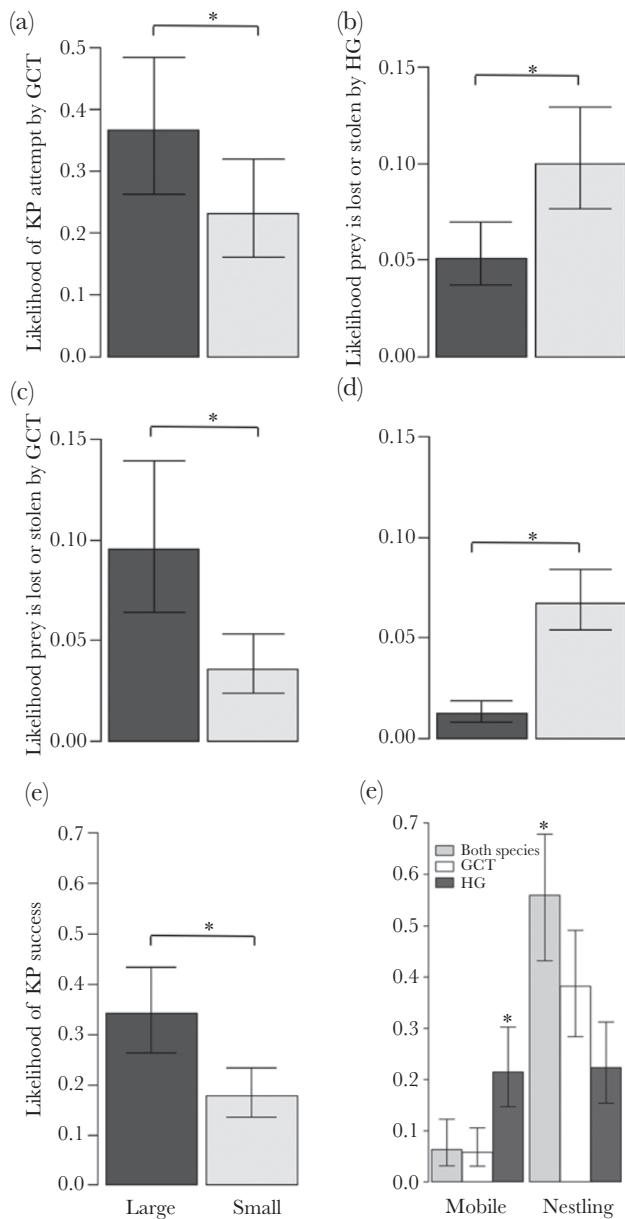 (a)
*
0.5
0.4
0.3
0.2
0.1
0.0
Likelihood of KP attempt by GCT
(b)
*
0.15
0.10
0.05
0.00
Likelihood prey is lost or stolen by HG
(c)
*
0.15
0.10
0.05
0.00
Likelihood prey is lost or stolen by GCT
(d)
*
0.15
0.10
0.05
0.00
(e)
*
0.7
0.6
0.5
0.4
0.3
0.2
0.1
0.0
Likelihood of KP success
Large Small
(e)
0.7
0.6
0.5
0.4
0.3
0.2
0.1
0.0
Both species
GCT
HG
*
*
Mobile Nestling